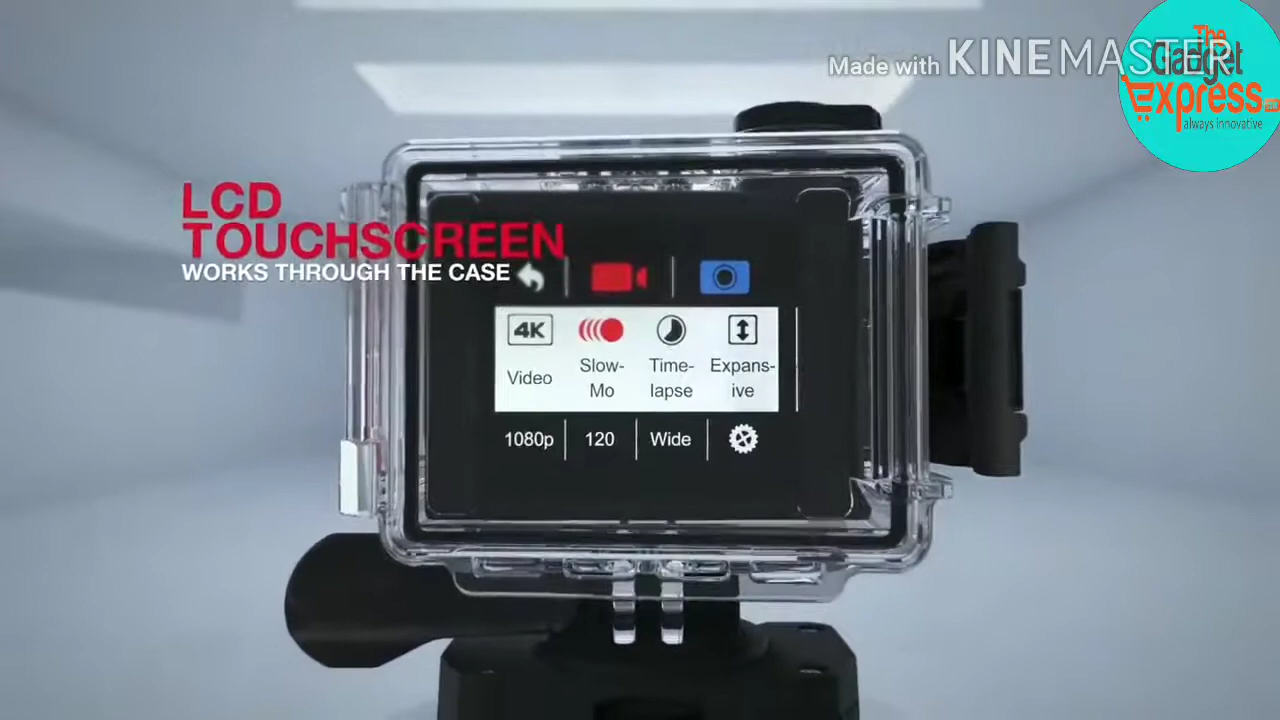 Made with KINEMASTER
The
Gadget
express
always innovative
LCD
TOUCHSCREEN
WORKS THROUGH THE CASE
4K
Video
Slow-
Mo
Time-
lapse
Expans-
ive
1080p
120
Wide